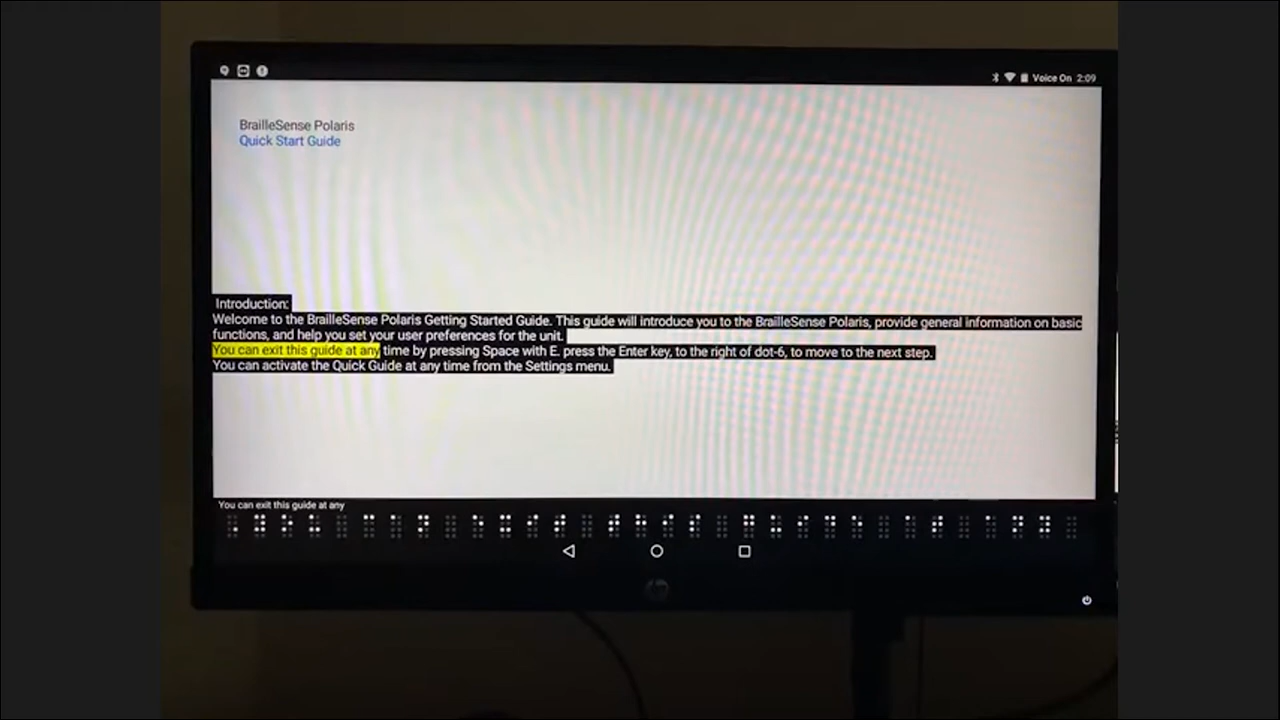 Voice On 2:09
BrailleSense Polaris
Quick Start Guide
Introduction:
Welcome to the BrailleSense Polaris Getting Started Guide. This guide will introduce you to the BrailleSense Polaris, provide general information on basic
functions, and help you set your user preferences for the unit.
You can exit this guide at any time by pressing Space with E. press the Enter key, to the right of dot-6, to move to the next step.
You can activate the Quick Guide at any time from the Settings menu.
You can exit this guide at any